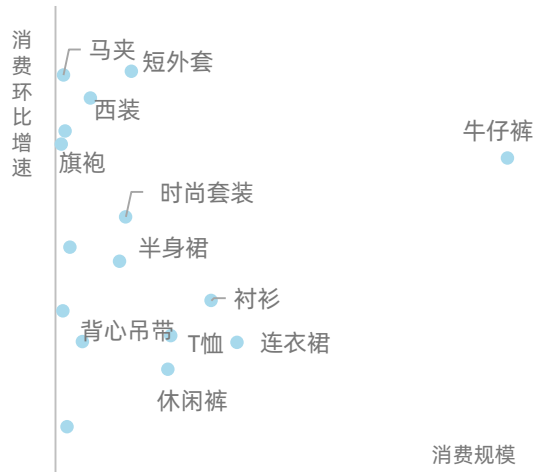 消费环比增速
马夹
短外套
西装
牛仔裤
旗袍
时尚套装
半身裙
衬衫
背心吊带
T恤
连衣裙
休闲裤
消费规模